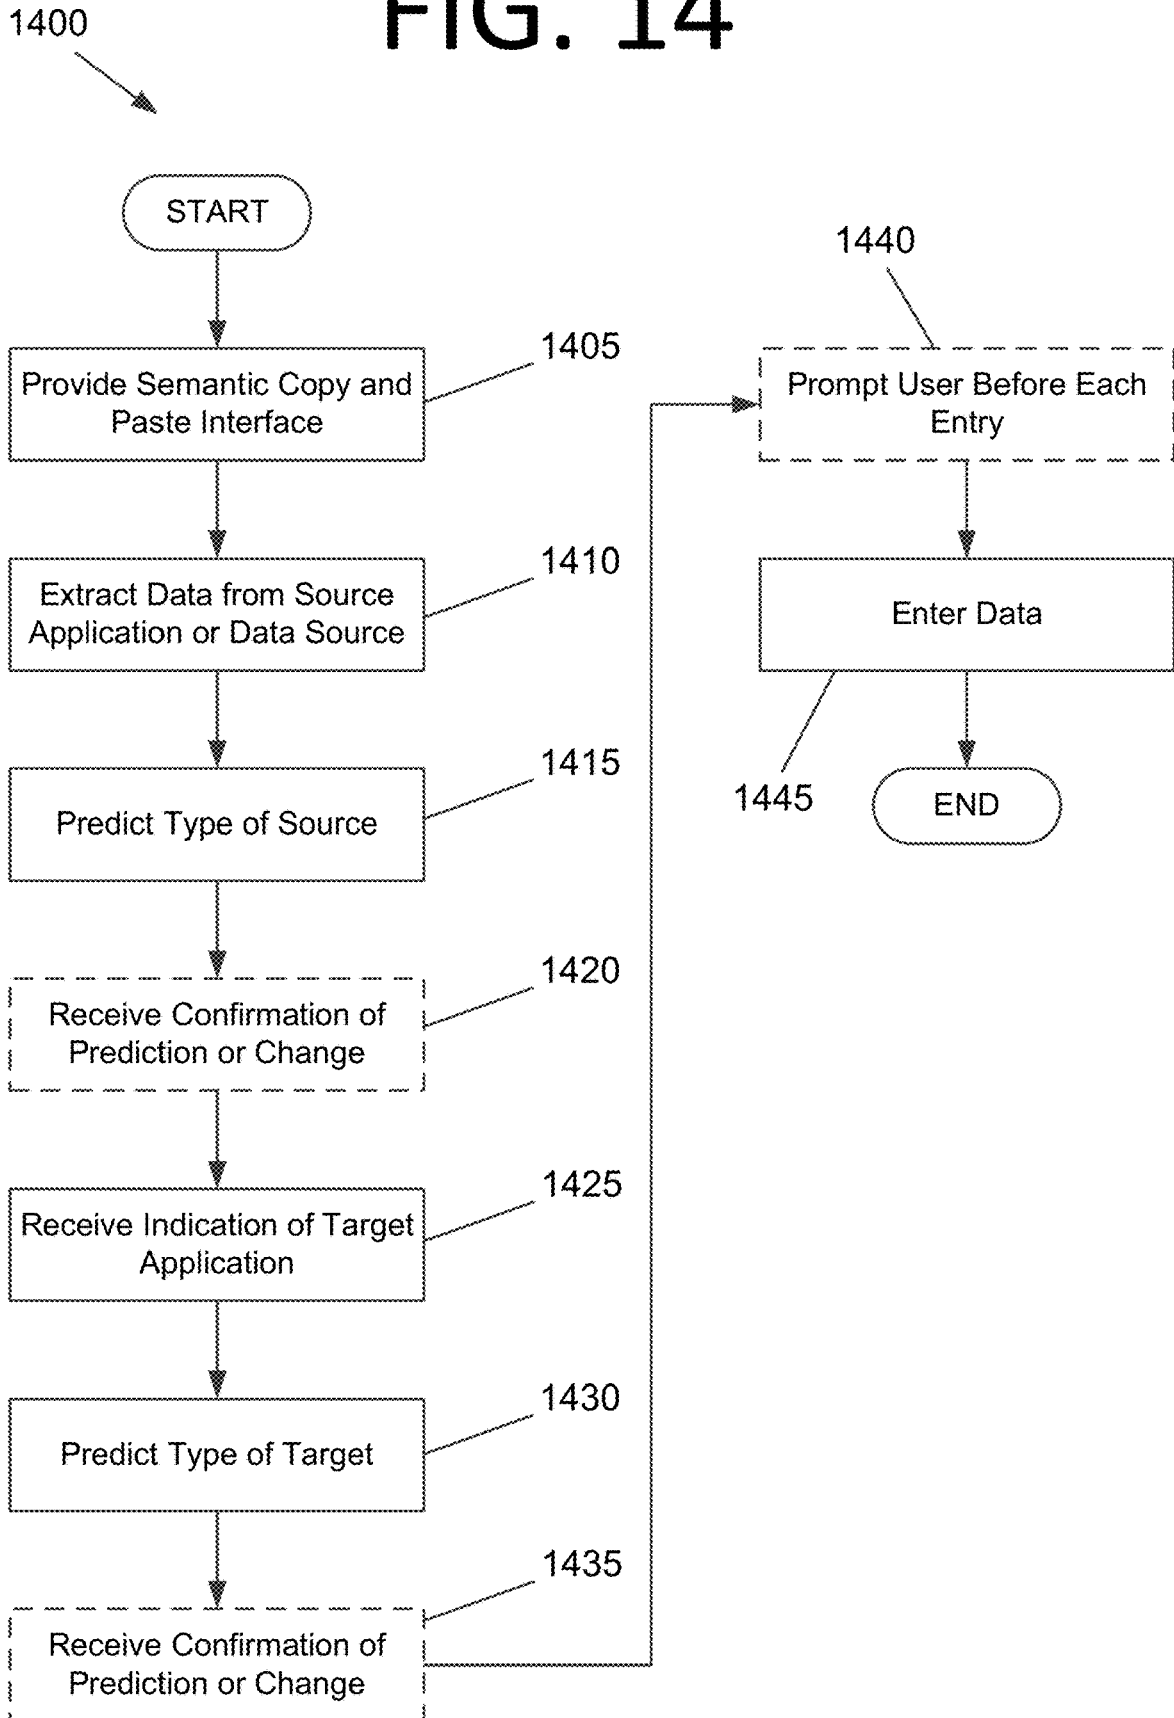 FIG. 14
1400
START
1405
Provide Semantic Copy and
Paste Interface
1410
Extract Data from Source
Application or Data Source
1415
Predict Type of Source
1420
Receive Confirmation of
Prediction or Change
1425
Receive Indication of Target
Application
1430
Predict Type of Target
1435
Receive Confirmation of
Prediction or Change
1440
Prompt User Before Each
Entry
Enter Data
1445
END